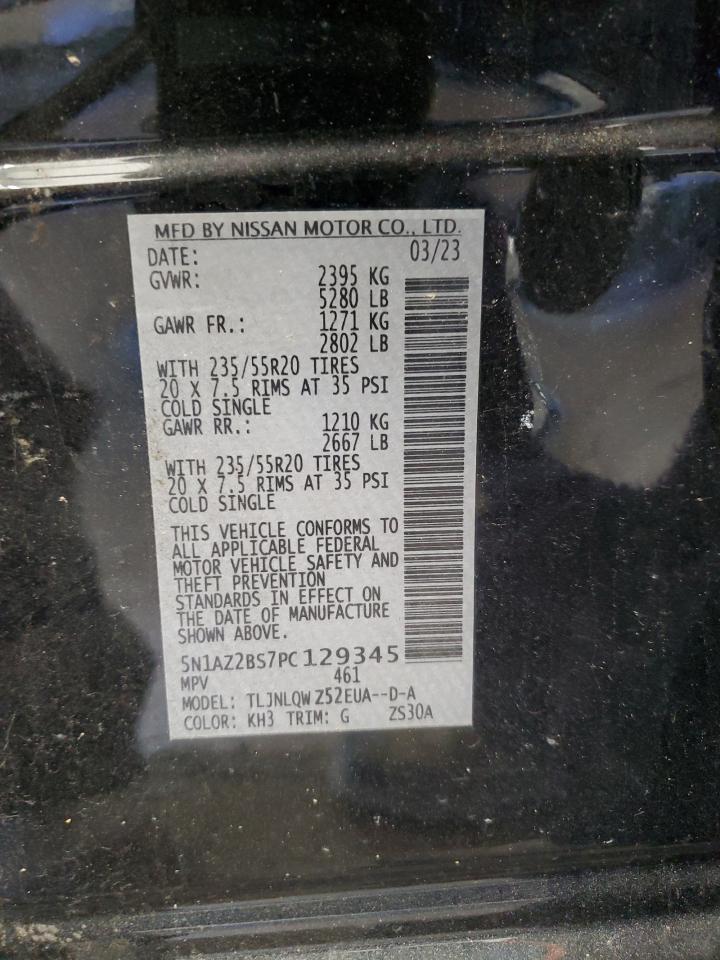 MFD BY NISSAN MOTOR CO., LTD.
DATE: 03/23
GVWR: 2395 KG
5280 LB
GAWR FR.: 1271 KG
2802 LB
WITH 235/55R20 TIRES
20 X 7.5 RIMS AT 35 PSI
COLD SINGLE
GAWR RR.: 1210 KG
2667 LB
WITH 235/55R20 TIRES
20 X 7.5 RIMS AT 35 PSI
COLD SINGLE
THIS VEHICLE CONFORMS TO
ALL APPLICABLE FEDERAL
MOTOR VEHICLE SAFETY AND
THEFT PREVENTION
STANDARDS IN EFFECT ON
THE DATE OF MANUFACTURE
SHOWN ABOVE.
5N1AZ2BS7PC129345
MPV 461
MODEL: TLJNLQWZ52EUA--D-A
COLOR: KH3 TRIM: G ZS30A